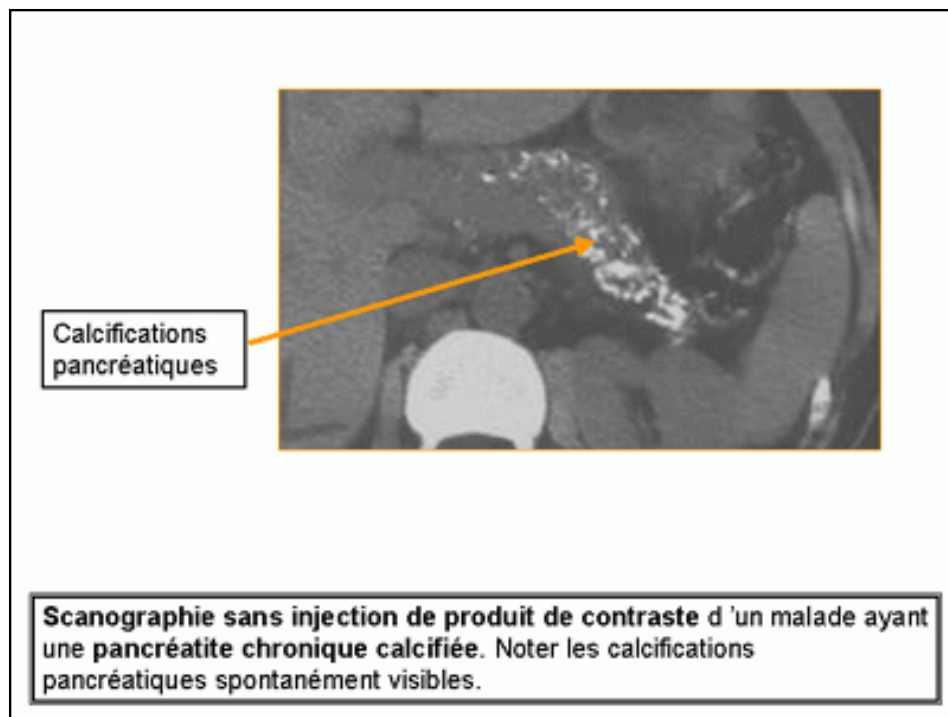 Calcifications
pancréatiques
Scanographie sans injection de produit de contraste d 'un malade ayant
une pancréatite chronique calcifiée. Noter les calcifications
pancréatiques spontanément visibles.